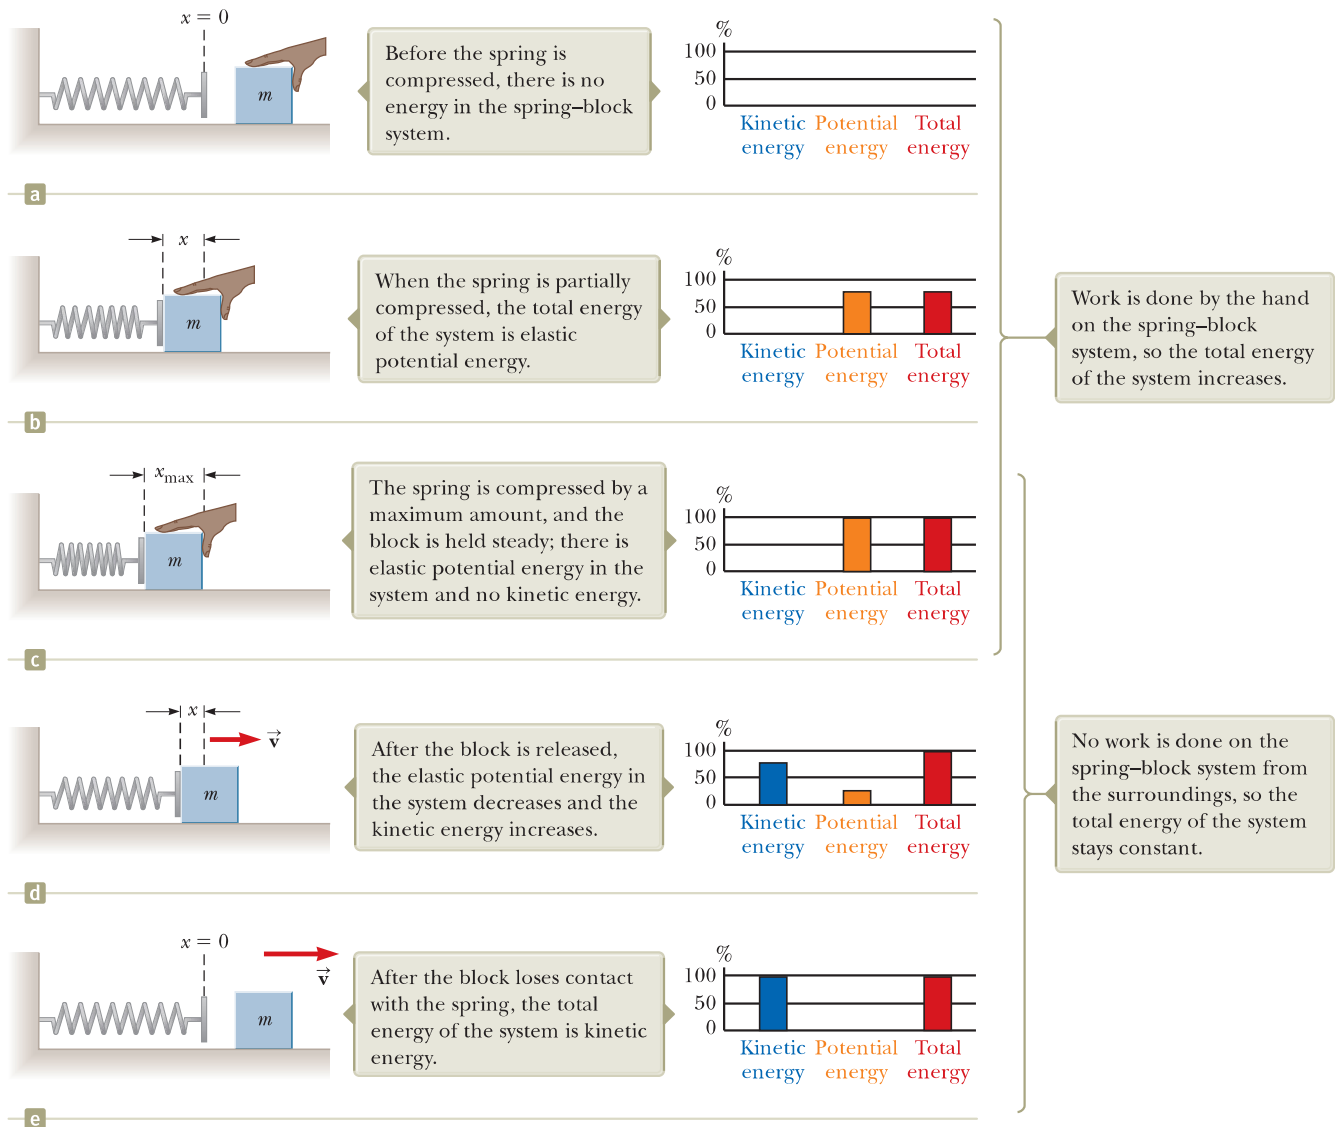 x = 0
m
Before the spring is
compressed, there is no
energy in the spring–block
system.
%
100
50
0
Kinetic Potential Total
energy energy energy
a
x
m
When the spring is partially
compressed, the total energy
of the system is elastic
potential energy.
%
100
50
0
Kinetic Potential Total
energy energy energy
Work is done by the hand
on the spring–block
system, so the total energy
of the system increases.
b
xmax
m
The spring is compressed by a
maximum amount, and the
block is held steady; there is
elastic potential energy in the
system and no kinetic energy.
%
100
50
0
Kinetic Potential Total
energy energy energy
c
x
v⃗
m
After the block is released,
the elastic potential energy in
the system decreases and the
kinetic energy increases.
%
100
50
0
Kinetic Potential Total
energy energy energy
No work is done on the
spring–block system from
the surroundings, so the
total energy of the system
stays constant.
d
x = 0
v⃗
m
After the block loses contact
with the spring, the total
energy of the system is kinetic
energy.
%
100
50
0
Kinetic Potential Total
energy energy energy
e